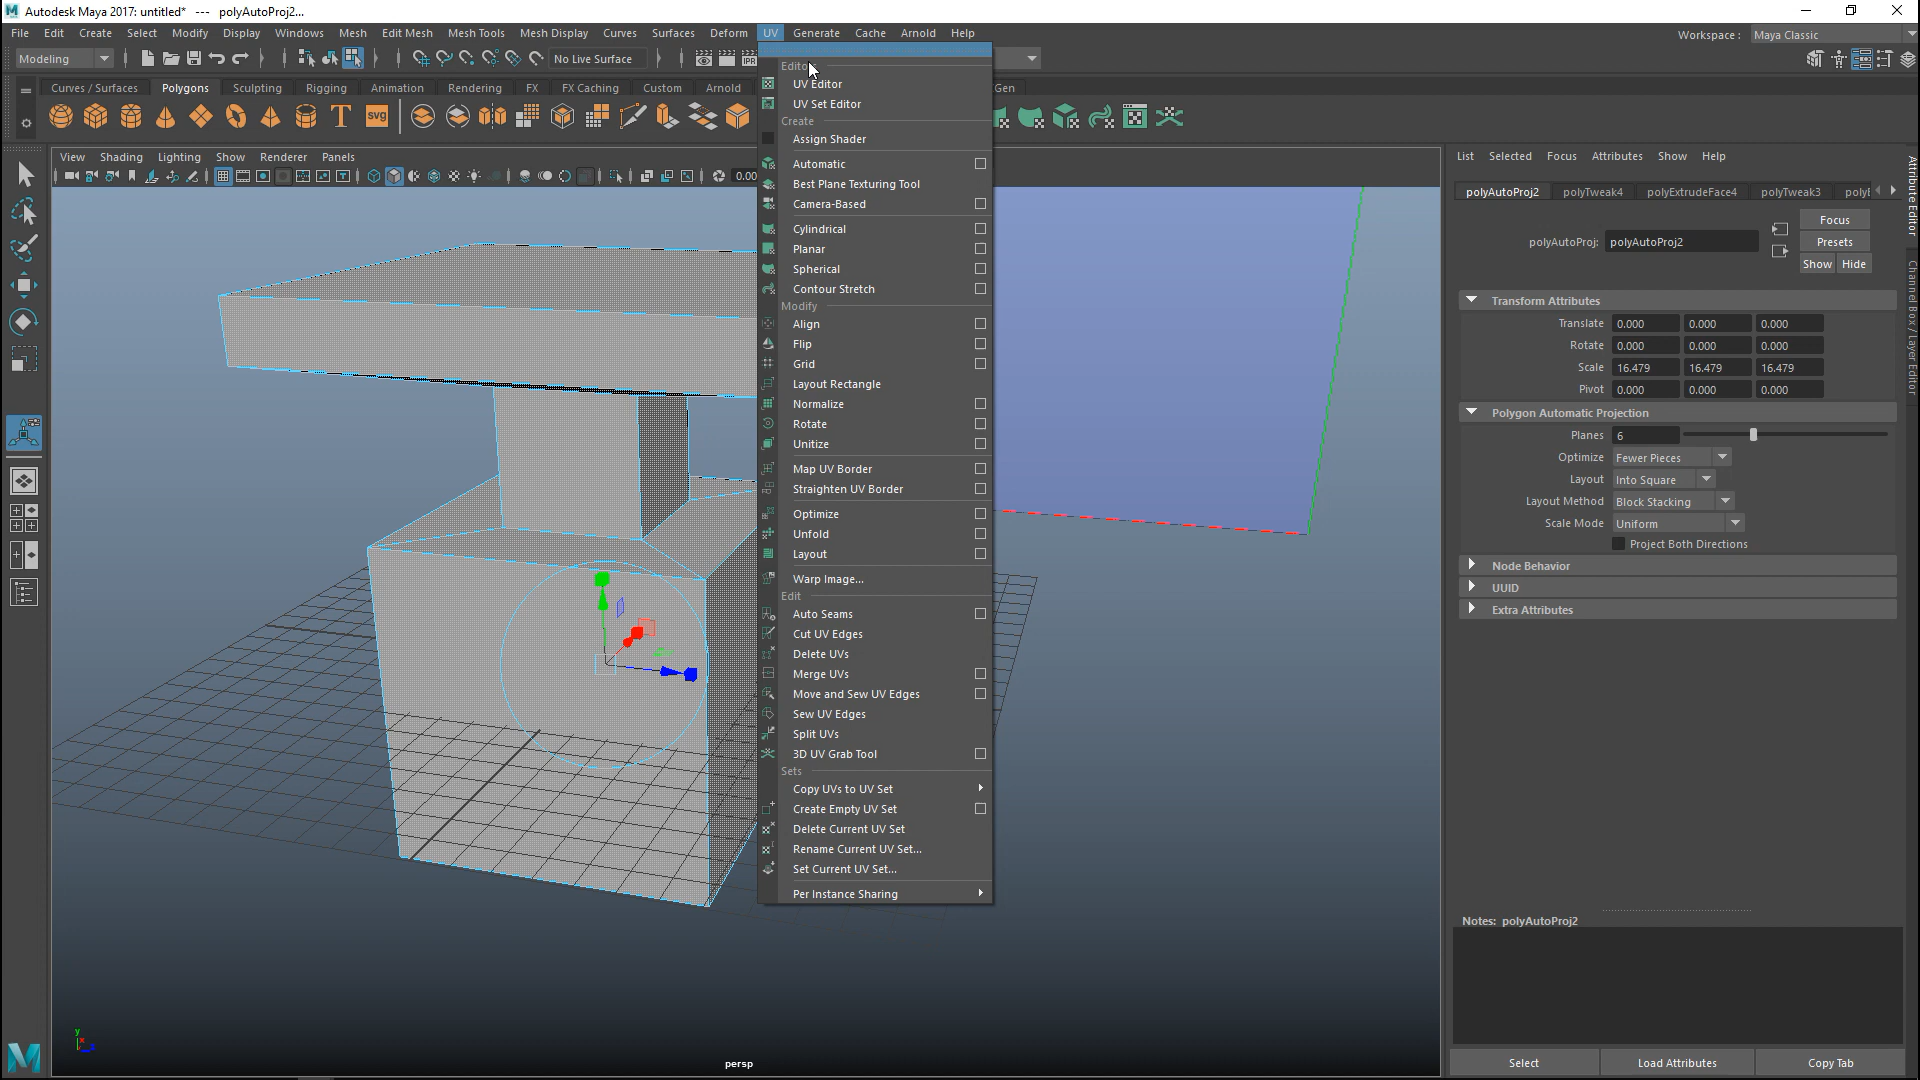 Autodesk Maya 2017: untitled*   ---   polyAutoProj2...
File Edit Create Select Modify Display Windows Mesh Edit Mesh Mesh Tools Mesh Display Curves Surfaces Deform UV Generate Cache Arnold Help
Workspace : Maya Classic
Modeling
No Live Surface
IPR
Curves / Surfaces Polygons Sculpting Rigging Animation Rendering FX FX Caching Custom Arnold Gen
T
svg
View Shading Lighting Show Renderer Panels
0.00
UV Editor
UV Set Editor
Create
Assign Shader
Automatic
Best Plane Texturing Tool
Camera-Based
Cylindrical
Planar
Spherical
Contour Stretch
Modify
Align
Flip
Grid
Layout Rectangle
Normalize
Rotate
Unitize
Map UV Border
Straighten UV Border
Optimize
Unfold
Layout
Warp Image...
Edit
Auto Seams
Cut UV Edges
Delete UVs
Merge UVs
Move and Sew UV Edges
Sew UV Edges
Split UVs
3D UV Grab Tool
Sets
Copy UVs to UV Set
Create Empty UV Set
Delete Current UV Set
Rename Current UV Set...
Set Current UV Set...
Per Instance Sharing
y
persp
List Selected Focus Attributes Show Help
polyAutoProj2 polyTweak4 polyExtrudeFace4 polyTweak3
Focus
polyAutoProj: polyAutoProj2
Presets
Show Hide
Transform Attributes
Translate 0.000 0.000 0.000
Rotate 0.000 0.000 0.000
Scale 16.479 16.479 16.479
Pivot 0.000 0.000 0.000
Polygon Automatic Projection
Planes 6
Optimize Fewer Pieces
Layout Into Square
Layout Method Block Stacking
Scale Mode Uniform
Project Both Directions
Node Behavior
UUID
Extra Attributes
Notes: polyAutoProj2
Select Load Attributes Copy Tab
Attribute Editor
Channel Box / Layer Editor